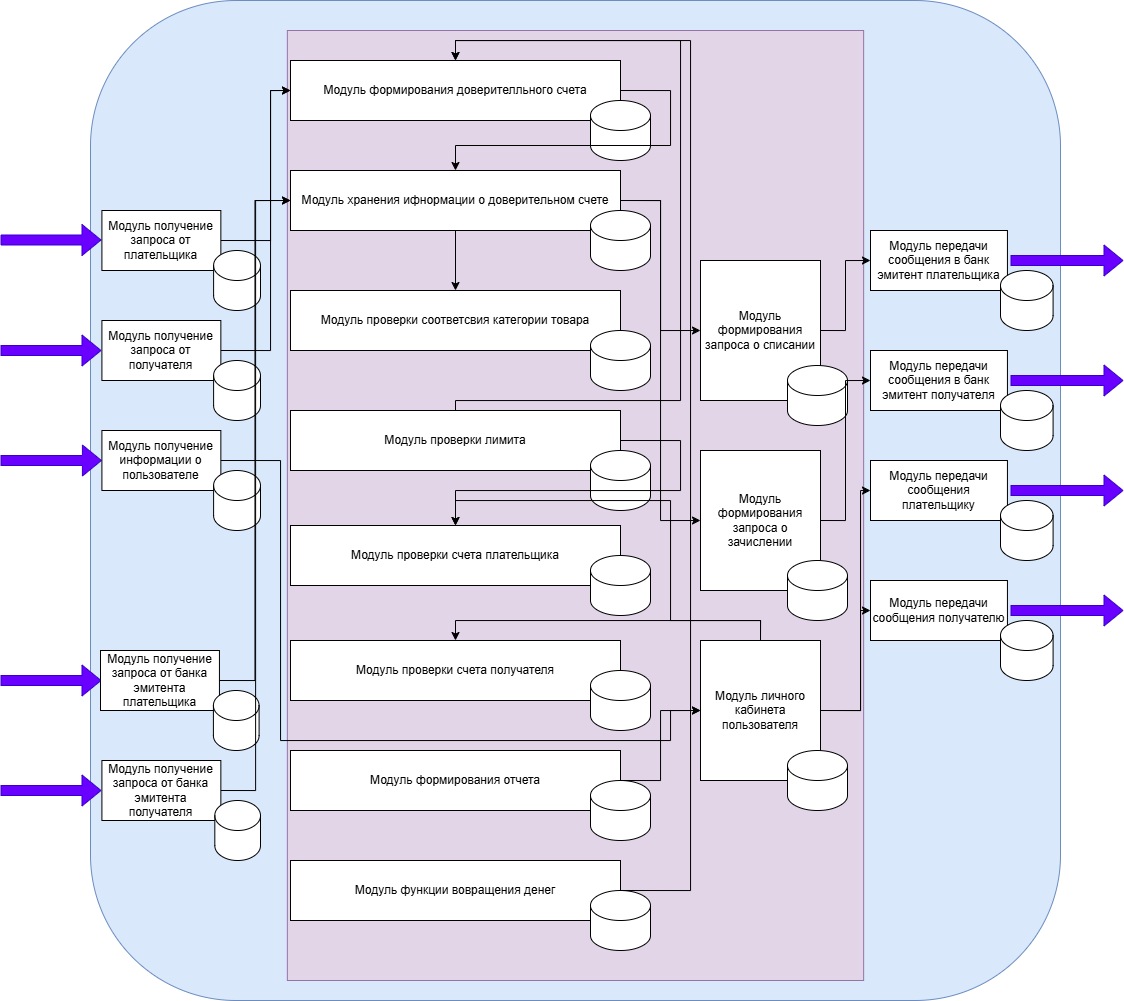 Модуль формирования доверителльного счета
Модуль хранения ифнормации о доверительном счете
Модуль получение
запроса от
плательщика
Модуль получение
запроса от
получателя
Модуль получение
информации о
пользователе
Модуль получение
запроса от банка
эмитента
плательщика
Модуль получение
запроса от банка
эмитента
получателя
Модуль проверки соответсвия категории товара
Модуль проверки лимита
Модуль проверки счета плательщика
Модуль проверки счета получателя
Модуль формирования отчета
Модуль функции вовращения денег
Модуль
формирования
запроса о списании
Модуль
формирования
запроса о
зачислении
Модуль личного
кабинета
пользователя
Модуль передачи
сообщения в банк
эмитент плательщика
Модуль передачи
сообщения в банк
эмитент получателя
Модуль передачи
сообщения
плательщику
Модуль передачи
сообщения получателю